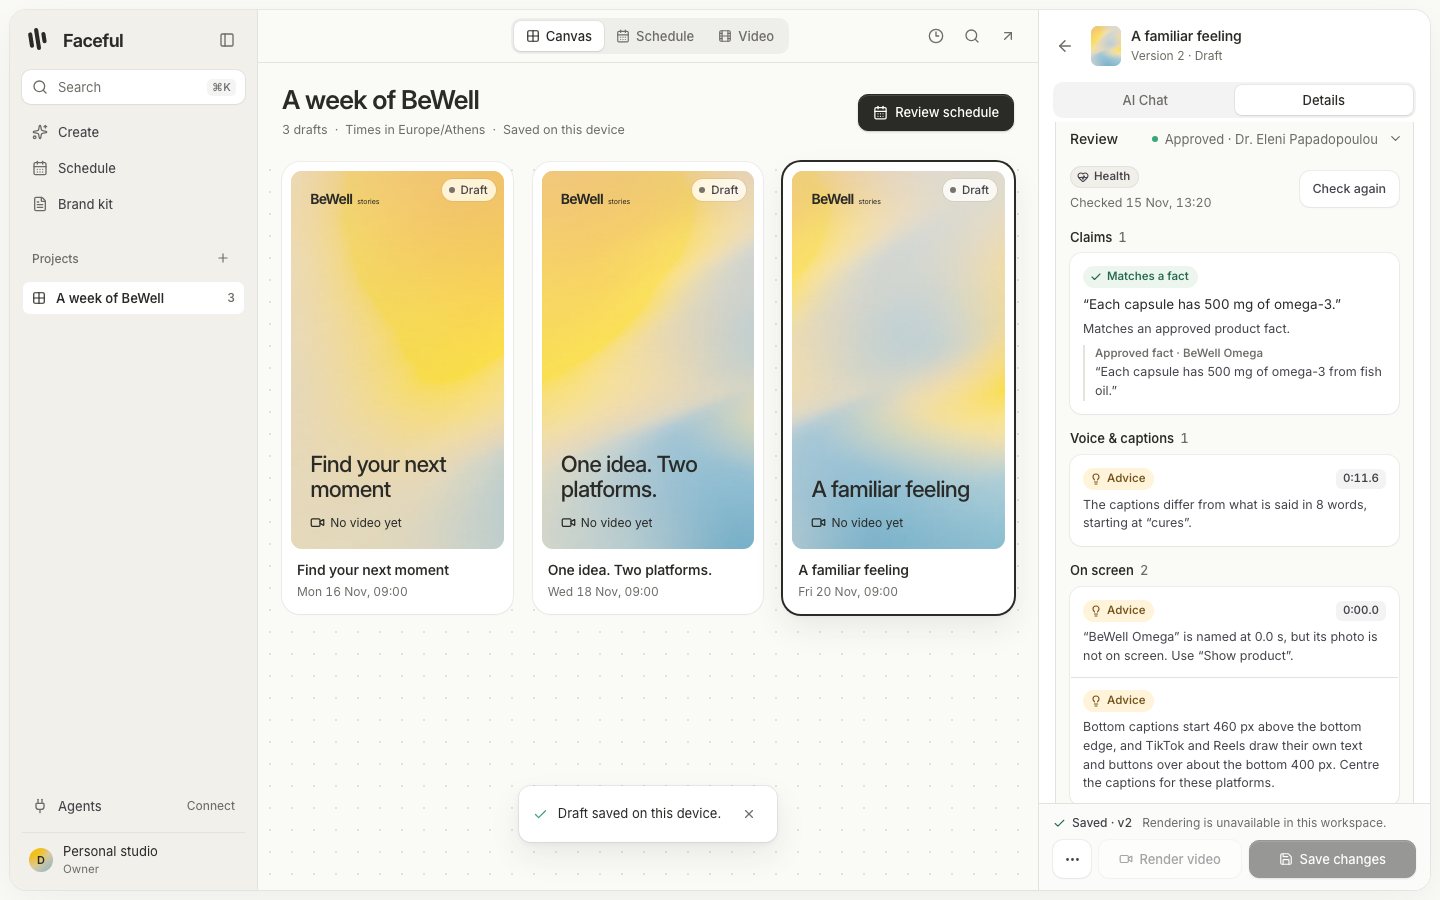 Faceful
Search
⌘K
Create
Schedule
Brand kit
Projects
A week of BeWell
3
Agents
Connect
D
Personal studio
Owner
Canvas
Schedule
Video
A week of BeWell
3 drafts · Times in Europe/Athens · Saved on this device
Review schedule
Draft
BeWell stories
Find your next
moment
No video yet
Find your next moment
Mon 16 Nov, 09:00
Draft
BeWell stories
One idea. Two
platforms.
No video yet
One idea. Two platforms.
Wed 18 Nov, 09:00
Draft
BeWell stories
A familiar feeling
No video yet
A familiar feeling
Fri 20 Nov, 09:00
Draft saved on this device.
A familiar feeling
Version 2 · Draft
AI Chat
Details
Review
Approved · Dr. Eleni Papadopoulou
Health
Checked 15 Nov, 13:20
Check again
Claims 1
Matches a fact
“Each capsule has 500 mg of omega-3.”
Matches an approved product fact.
Approved fact · BeWell Omega
“Each capsule has 500 mg of omega-3 from fish
oil.”
Voice & captions 1
Advice
0:11.6
The captions differ from what is said in 8 words,
starting at “cures”.
On screen 2
Advice
0:00.0
“BeWell Omega” is named at 0.0 s, but its photo is
not on screen. Use “Show product”.
Advice
Bottom captions start 460 px above the bottom
edge, and TikTok and Reels draw their own text
and buttons over about the bottom 400 px. Centre
the captions for these platforms.
Saved · v2 Rendering is unavailable in this workspace.
Render video
Save changes